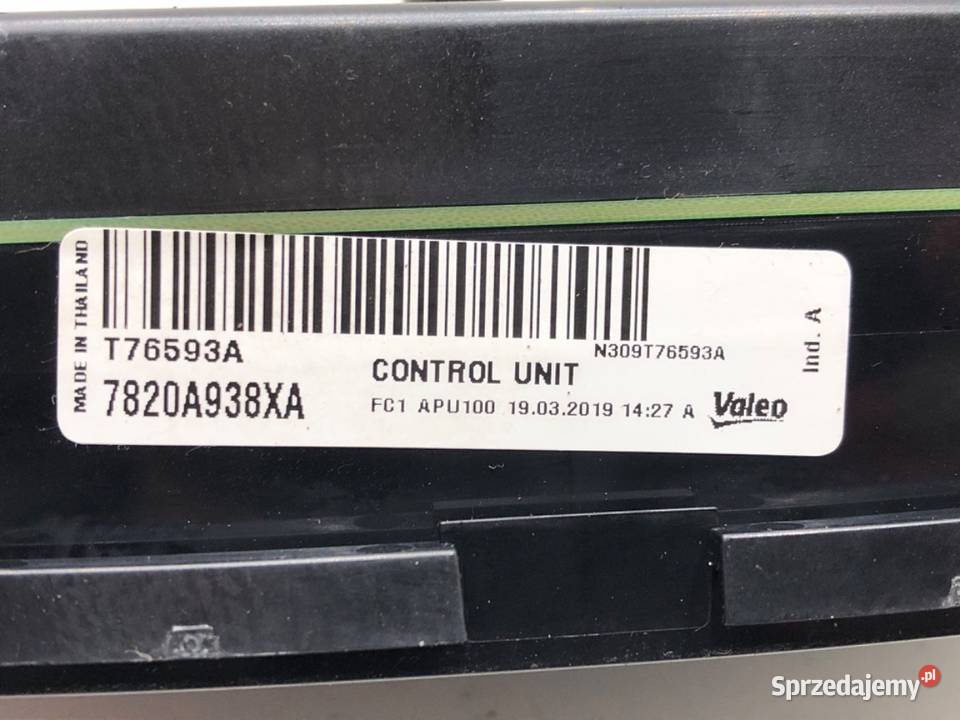 MADE IN THAILAND
T76593A
N309T76593A
7820A938XA
CONTROL UNIT
FC1 APU100 19.03.2019 14:27 A
Valeo
Ind. A
Sprzedajemy.pl